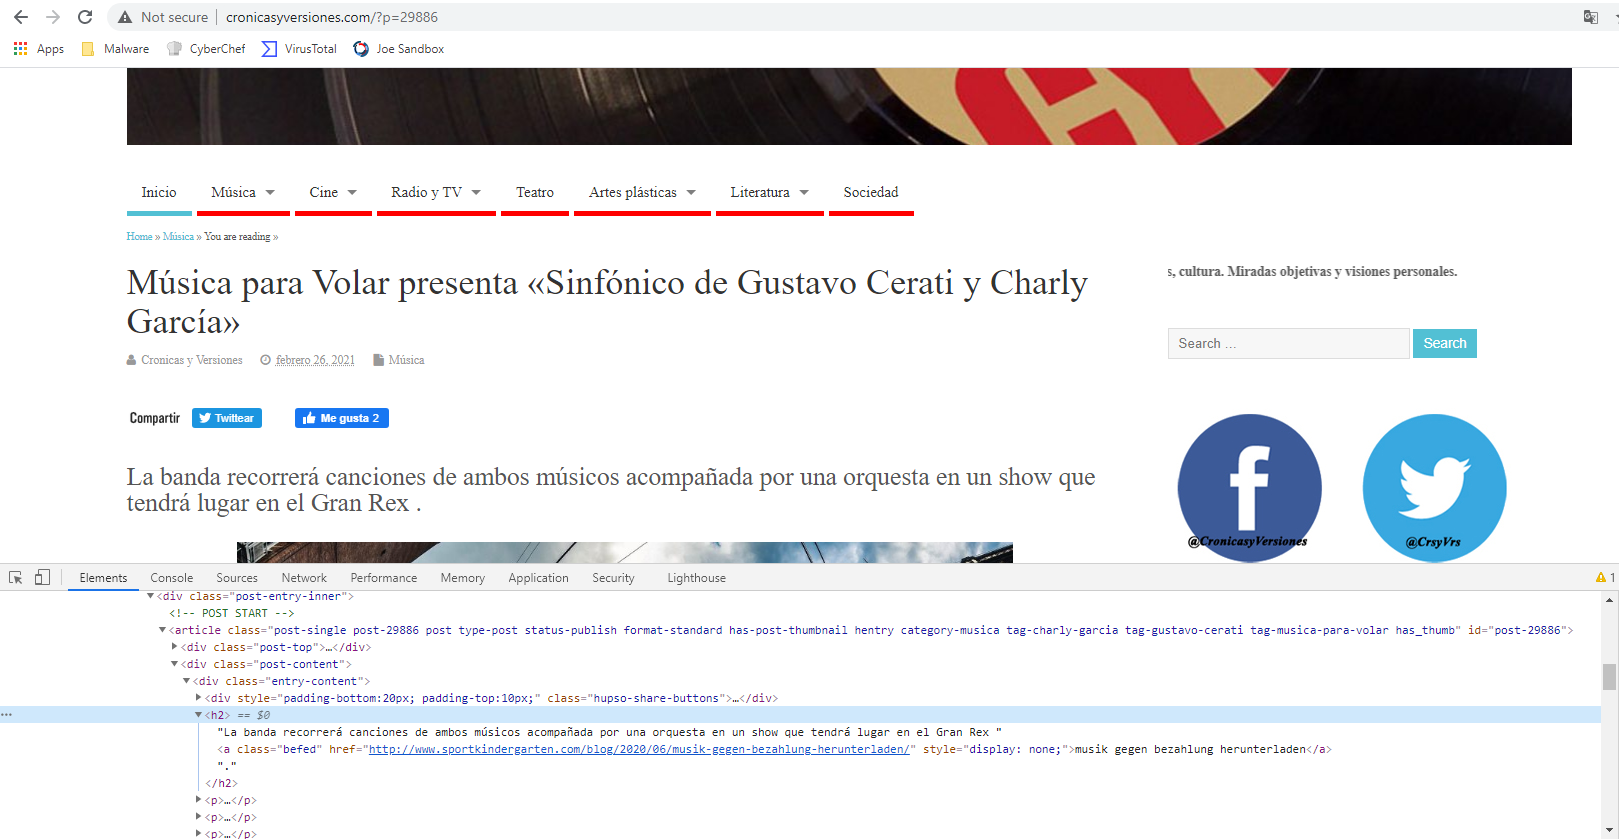 Not secure | cronicasyversiones.com/?p=29886
Apps Malware CyberChef VirusTotal Joe Sandbox
Inicio Música Cine Radio y TV Teatro Artes plásticas Literatura Sociedad
Home » Música » You are reading »
Música para Volar presenta «Sinfónico de Gustavo Cerati y Charly
García»
s, cultura. Miradas objetivas y visiones personales.
Search …
Search
Cronicas y Versiones febrero 26, 2021 Música
Compartir Twittear Me gusta 2
La banda recorrerá canciones de ambos músicos acompañada por una orquesta en un show que
tendrá lugar en el Gran Rex .
@CronicasyVersiones
@CrsyVrs
Elements Console Sources Network Performance Memory Application Security Lighthouse 1
<div class="post-entry-inner">
<!-- POST START -->
<article class="post-single post-29886 post type-post status-publish format-standard has-post-thumbnail hentry category-musica tag-charly-garcia tag-gustavo-cerati tag-musica-para-volar has_thumb" id="post-29886">
<div class="post-top">…</div>
<div class="post-content">
<div class="entry-content">
<div style="padding-bottom:20px; padding-top:10px;" class="hupso-share-buttons">…</div>
<h2> == $0
"La banda recorrerá canciones de ambos músicos acompañada por una orquesta en un show que tendrá lugar en el Gran Rex "
<a class="befed" href="http://www.sportkindergarten.com/blog/2020/06/musik-gegen-bezahlung-herunterladen/" style="display: none;">musik gegen bezahlung herunterladen</a>
"."
</h2>
<p>…</p>
<p>…</p>
<p>…</p>